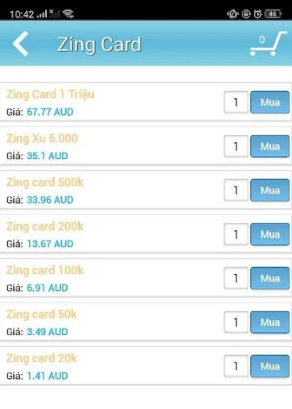 10:42
46
Zing Card
0
Zing Card 1 Triệu
Giá: 67.77 AUD
1 Mua
Zing Xu 5.000
Giá: 35.1 AUD
1 Mua
Zing card 500k
Giá: 33.96 AUD
1 Mua
Zing card 200k
Giá: 13.67 AUD
1 Mua
Zing card 100k
Giá: 6.91 AUD
1 Mua
Zing card 50k
Giá: 3.49 AUD
1 Mua
Zing card 20k
Giá: 1.41 AUD
1 Mua